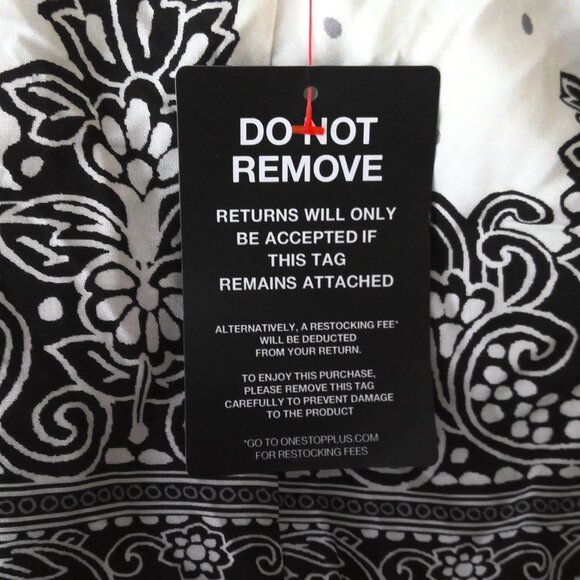 DO NOT
REMOVE
RETURNS WILL ONLY
BE ACCEPTED IF
THIS TAG
REMAINS ATTACHED
ALTERNATIVELY, A RESTOCKING FEE*
WILL BE DEDUCTED
FROM YOUR RETURN.
TO ENJOY THIS PURCHASE,
PLEASE REMOVE THIS TAG
CAREFULLY TO PREVENT DAMAGE
TO THE PRODUCT
*GO TO ONESTOPPLUS.COM
FOR RESTOCKING FEES